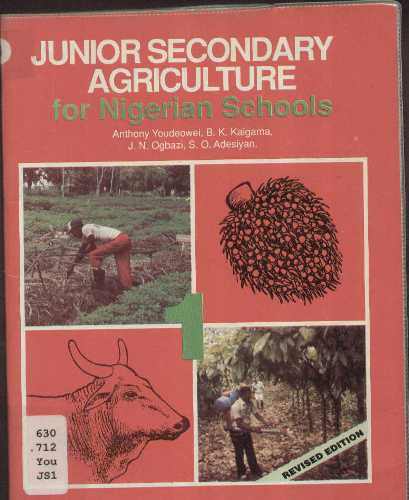 JUNIOR SECONDARY
AGRICULTURE
for Nigerian Schools
Anthony Youdeowei, B. K. Kaigama,
J. N. Ogbazi, S. O. Adesiyan.
1
REVISED EDITION
630
.712
You
JS1